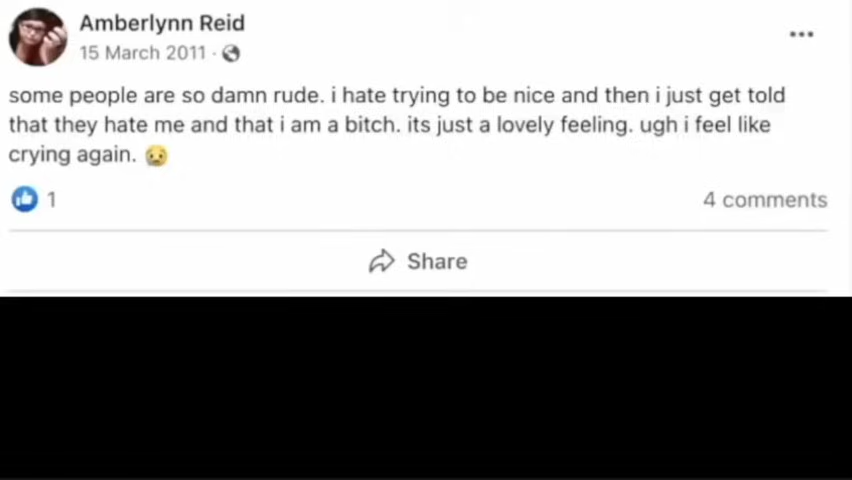 Amberlynn Reid
15 March 2011 ·
some people are so damn rude. i hate trying to be nice and then i just get told
that they hate me and that i am a bitch. its just a lovely feeling. ugh i feel like
crying again. 😢
1
4 comments
Share